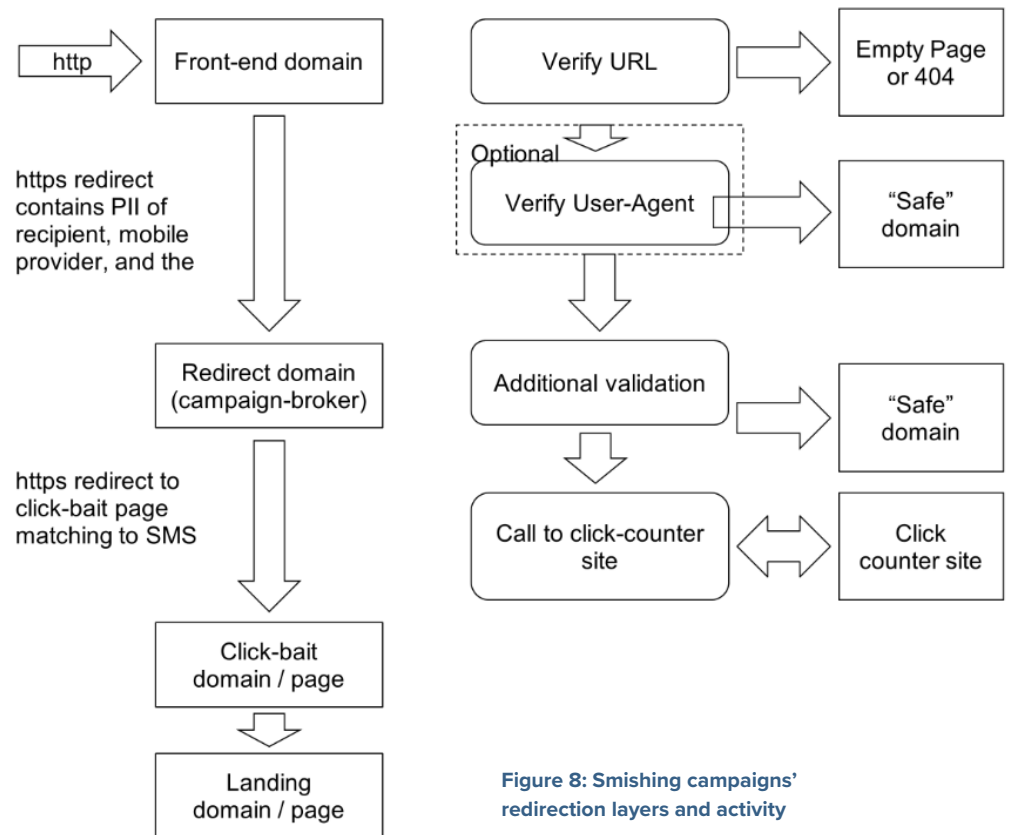 http
Front-end domain
https redirect
contains PII of
recipient, mobile
provider, and the
Redirect domain
(campaign-broker)
https redirect to
click-bait page
matching to SMS
Click-bait
domain / page
Landing
domain / page
Verify URL
Empty Page
or 404
Optional
Verify User-Agent
“Safe”
domain
Additional validation
“Safe”
domain
Call to click-counter
site
Click
counter site
Figure 8: Smishing campaigns’
redirection layers and activity